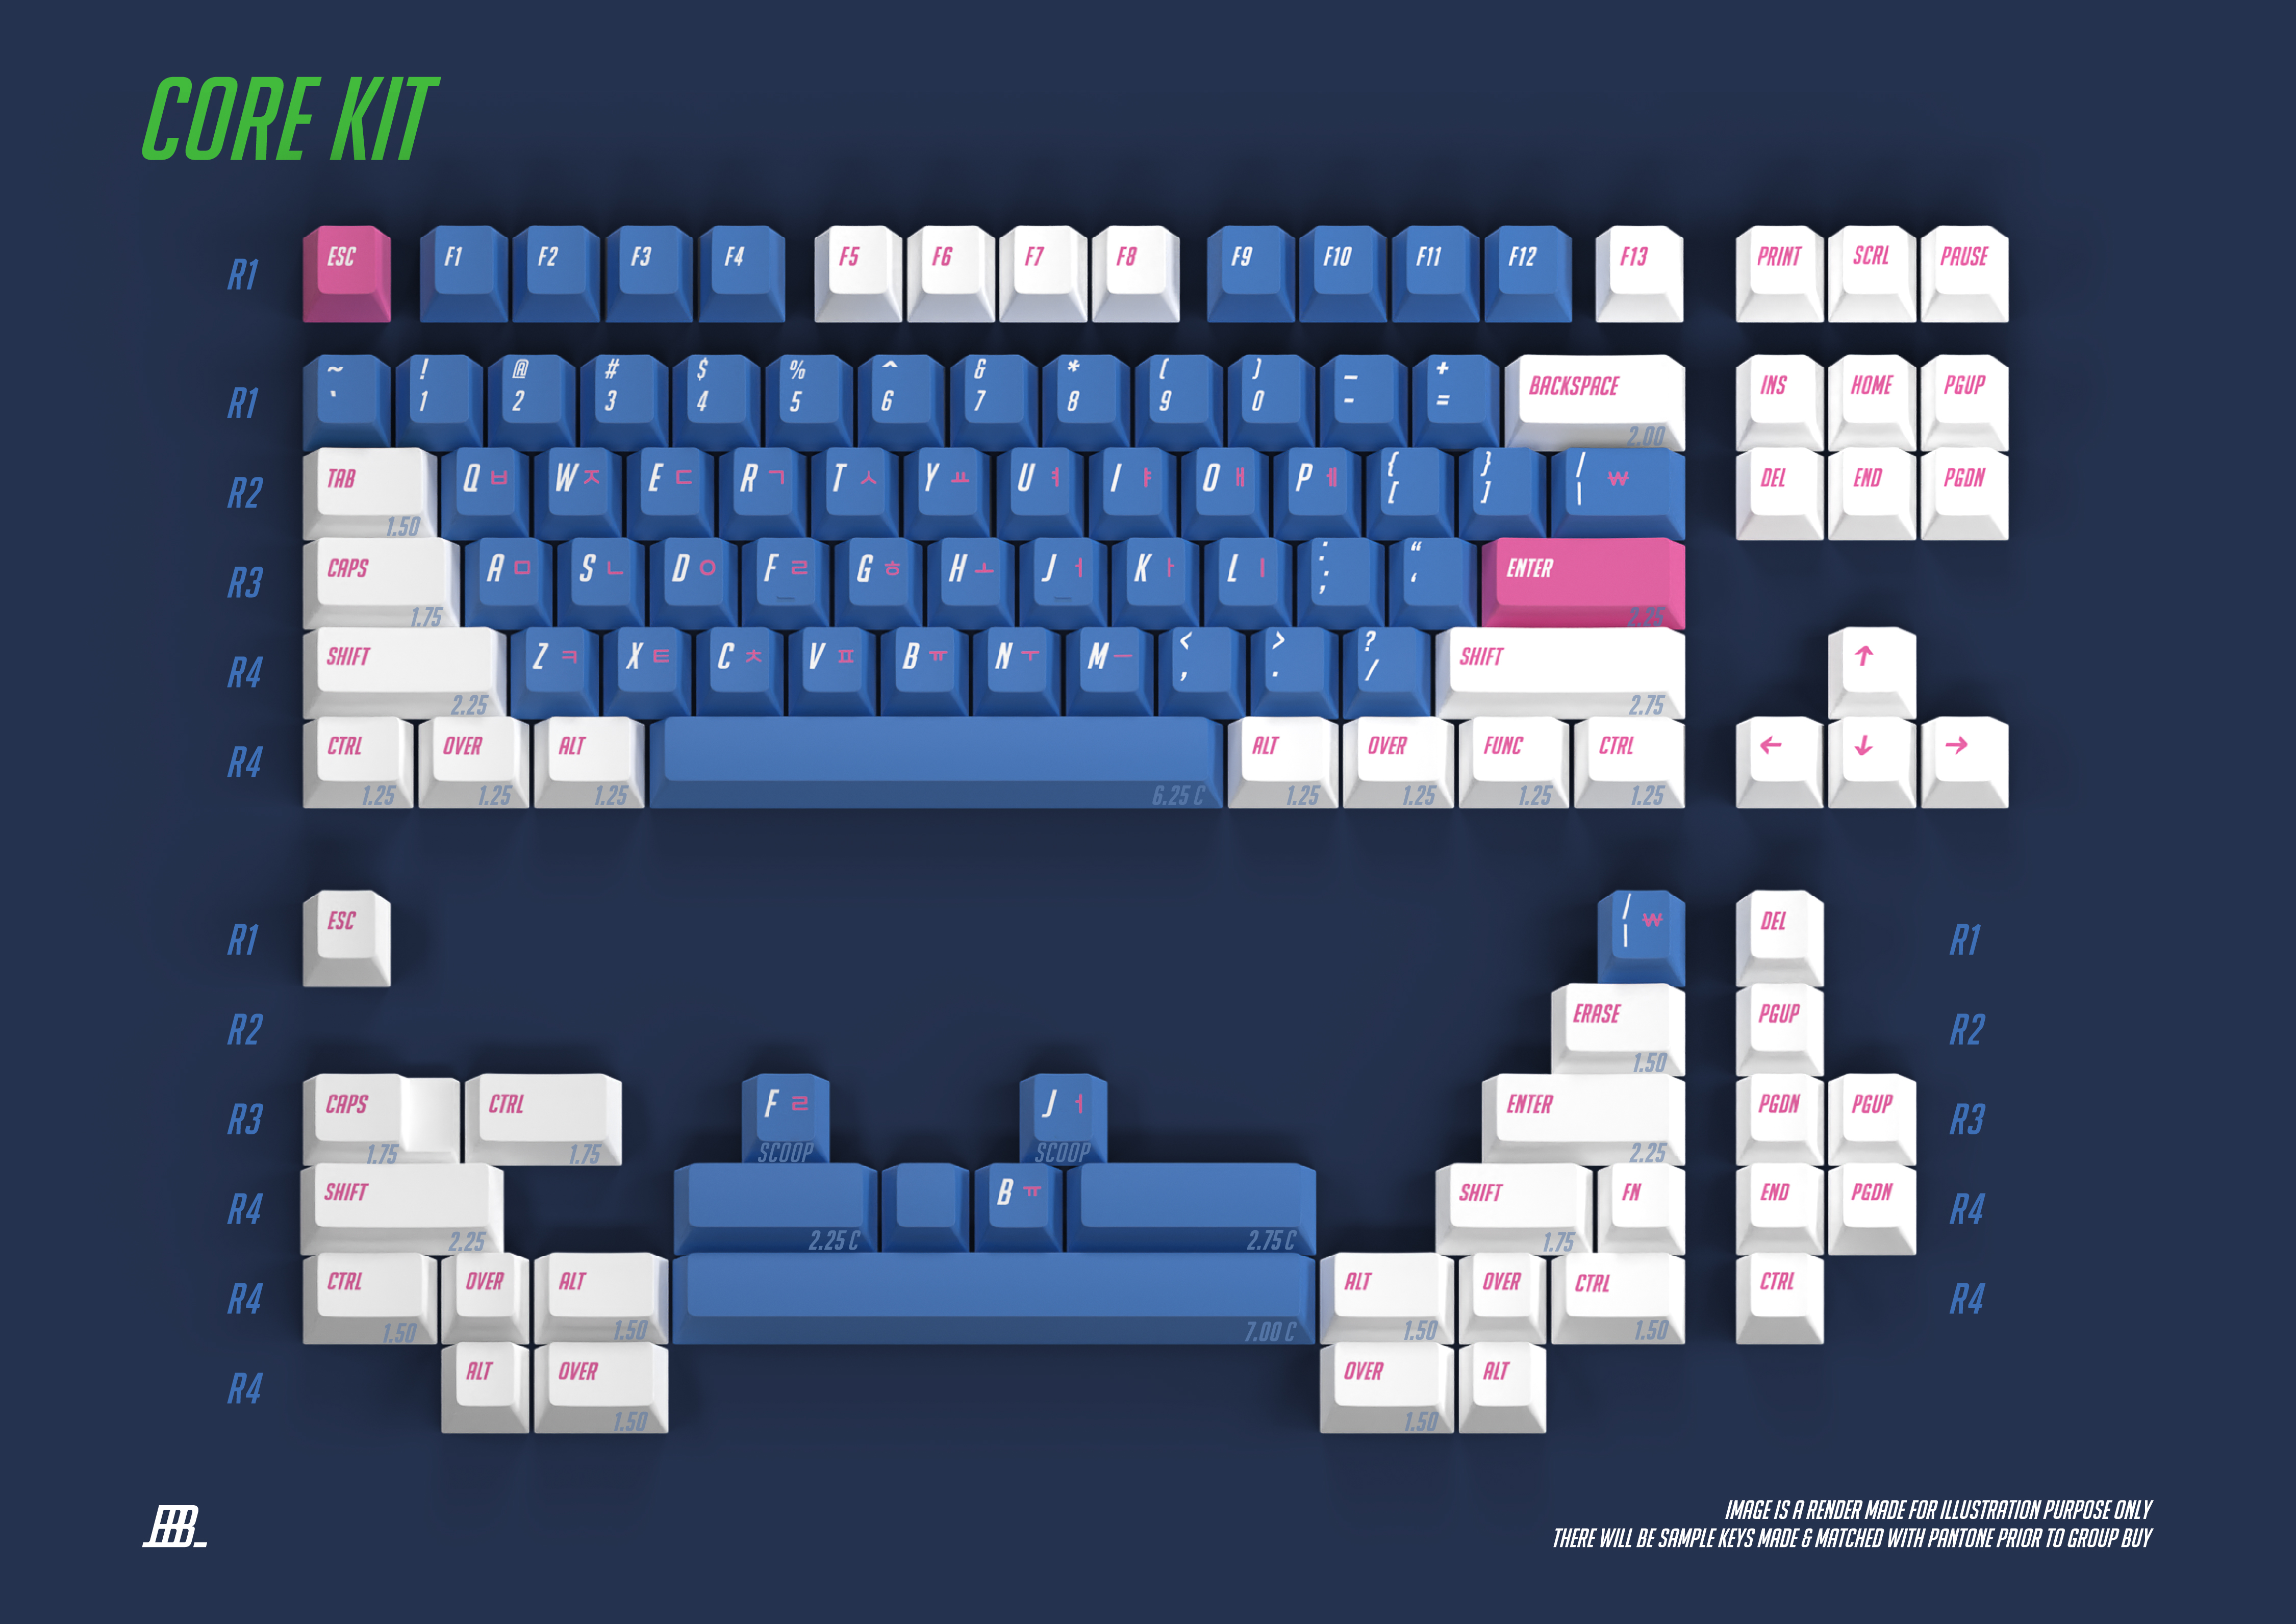 CORE KIT
R1 ESC F1 F2 F3 F4 F5 F6 F7 F8 F9 F10 F11 F12 F13 PRINT SCRL PAUSE
~ ! @ # $ % ^ & * ( ) _ +
R1 ` 1 2 3 4 5 6 7 8 9 0 - = BACKSPACE INS HOME PGUP
2.00
R2 TAB Q ㅂ W ㅈ E ㄷ R ㄱ T ㅅ Y ㅛ U ㅕ I ㅑ O ㅐ P ㅔ { [ } ] / | ₩ DEL END PGDN
1.50
R3 CAPS A ㅁ S ㄴ D ㅇ F ㄹ G ㅎ H ㅗ J ㅓ K ㅏ L ㅣ : ; “ ‘ ENTER
1.75 2.25
R4 SHIFT Z ㅋ X ㅌ C ㅊ V ㅍ B ㅠ N ㅜ M ㅡ < , > . ? / SHIFT ↑
2.25 2.75
R4 CTRL OVER ALT ALT OVER FUNC CTRL ← ↓ →
1.25 1.25 1.25 6.25 C 1.25 1.25 1.25 1.25
R1 ESC / | ₩ DEL R1
R2 ERASE PGUP R2
1.50
R3 CAPS CTRL F ㄹ J ㅓ ENTER PGDN PGUP R3
1.75 1.75 SCOOP SCOOP 2.25
R4 SHIFT B ㅠ SHIFT FN END PGDN R4
2.25 2.25 C 2.75 C 1.75
R4 CTRL OVER ALT ALT OVER CTRL CTRL R4
1.50 1.50 7.00 C 1.50 1.50
R4 ALT OVER OVER ALT
1.50 1.50
IMAGE IS A RENDER MADE FOR ILLUSTRATION PURPOSE ONLY
THERE WILL BE SAMPLE KEYS MADE & MATCHED WITH PANTONE PRIOR TO GROUP BUY